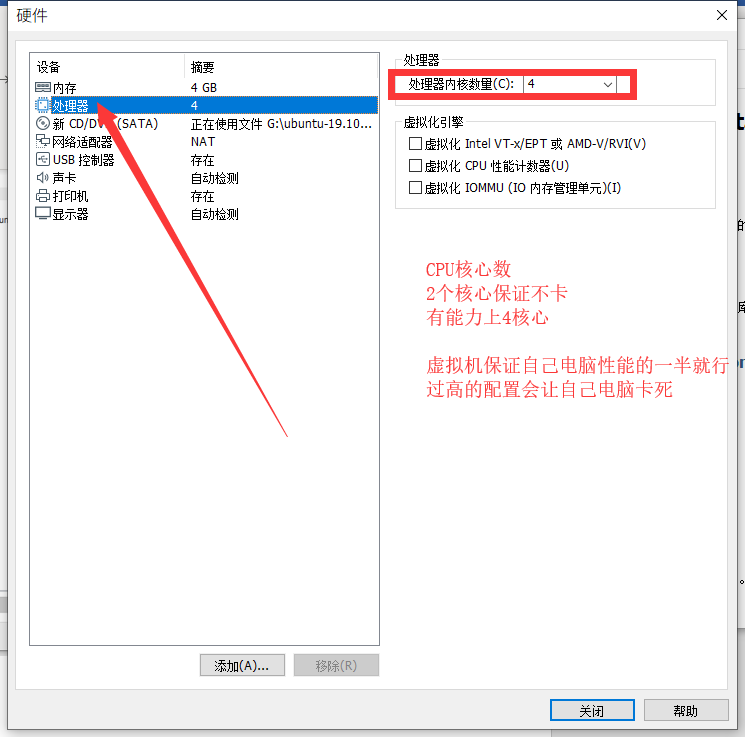 硬件
设备 摘要
内存 4 GB
处理器 4
新 CD/DV (SATA) 正在使用文件 G:\ubuntu-19.10...
网络适配器 NAT
USB 控制器 存在
声卡 自动检测
打印机 存在
显示器 自动检测
添加(A)... 移除(R)
处理器
处理器内核数量(C): 4
虚拟化引擎
虚拟化 Intel VT-x/EPT 或 AMD-V/RVI(V)
虚拟化 CPU 性能计数器(U)
虚拟化 IOMMU (IO 内存管理单元)(I)
CPU核心数
2个核心保证不卡
有能力上4核心
虚拟机保证自己电脑性能的一半就行
过高的配置会让自己电脑卡死
关闭 帮助